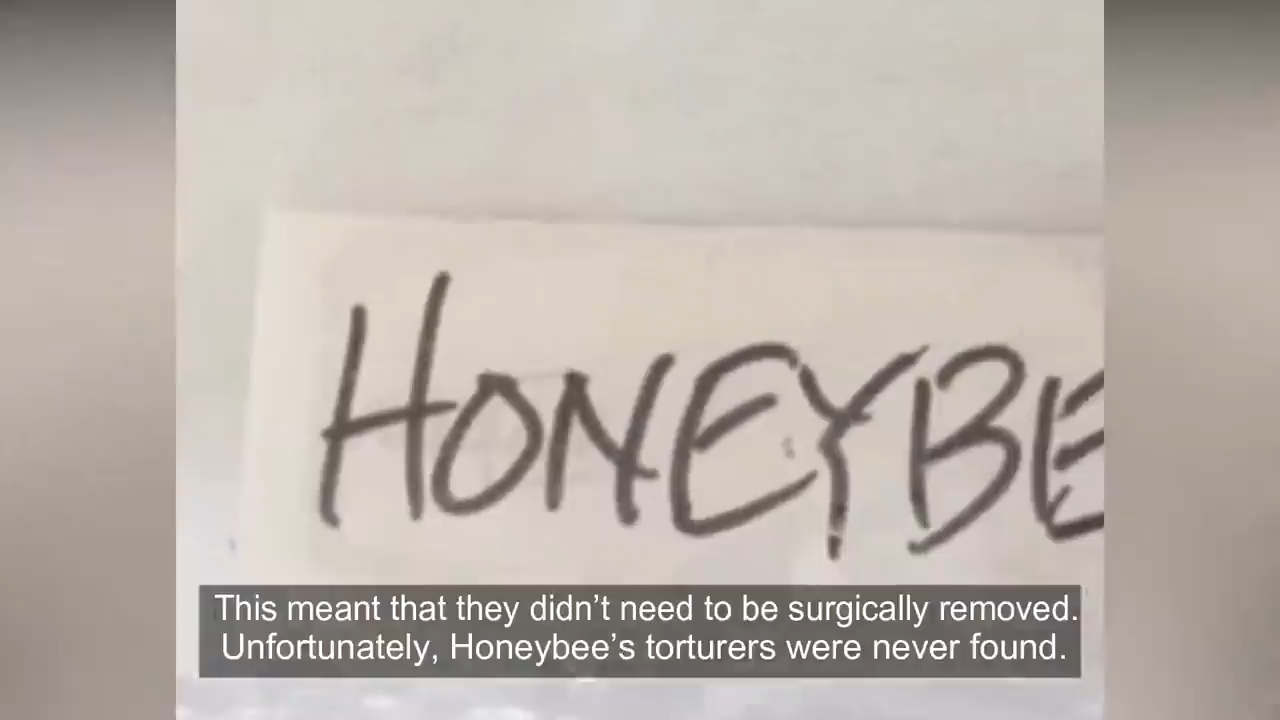 HONEYBE
This meant that they didn’t need to be surgically removed.
Unfortunately, Honeybee’s torturers were never found.